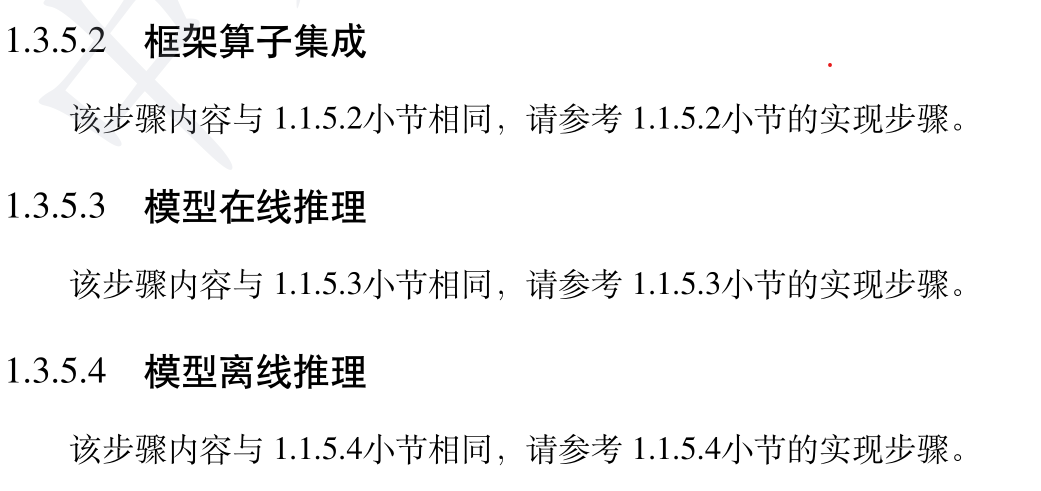 1.3.5.2 框架算子集成
该步骤内容与 1.1.5.2小节相同，请参考 1.1.5.2小节的实现步骤。
1.3.5.3 模型在线推理
该步骤内容与 1.1.5.3小节相同，请参考 1.1.5.3小节的实现步骤。
1.3.5.4 模型离线推理
该步骤内容与 1.1.5.4小节相同，请参考 1.1.5.4小节的实现步骤。